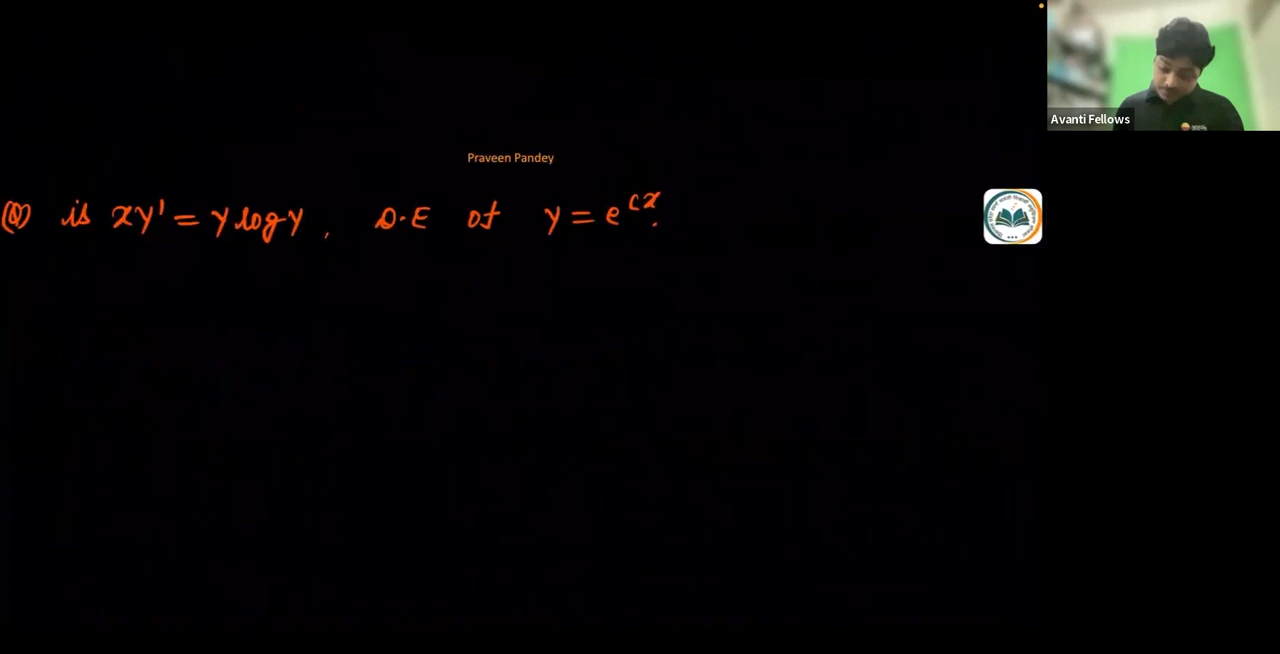 Avanti Fellows
Praveen Pandey
(Q) is xy' = y log y, D.E of y = e^{cx}.